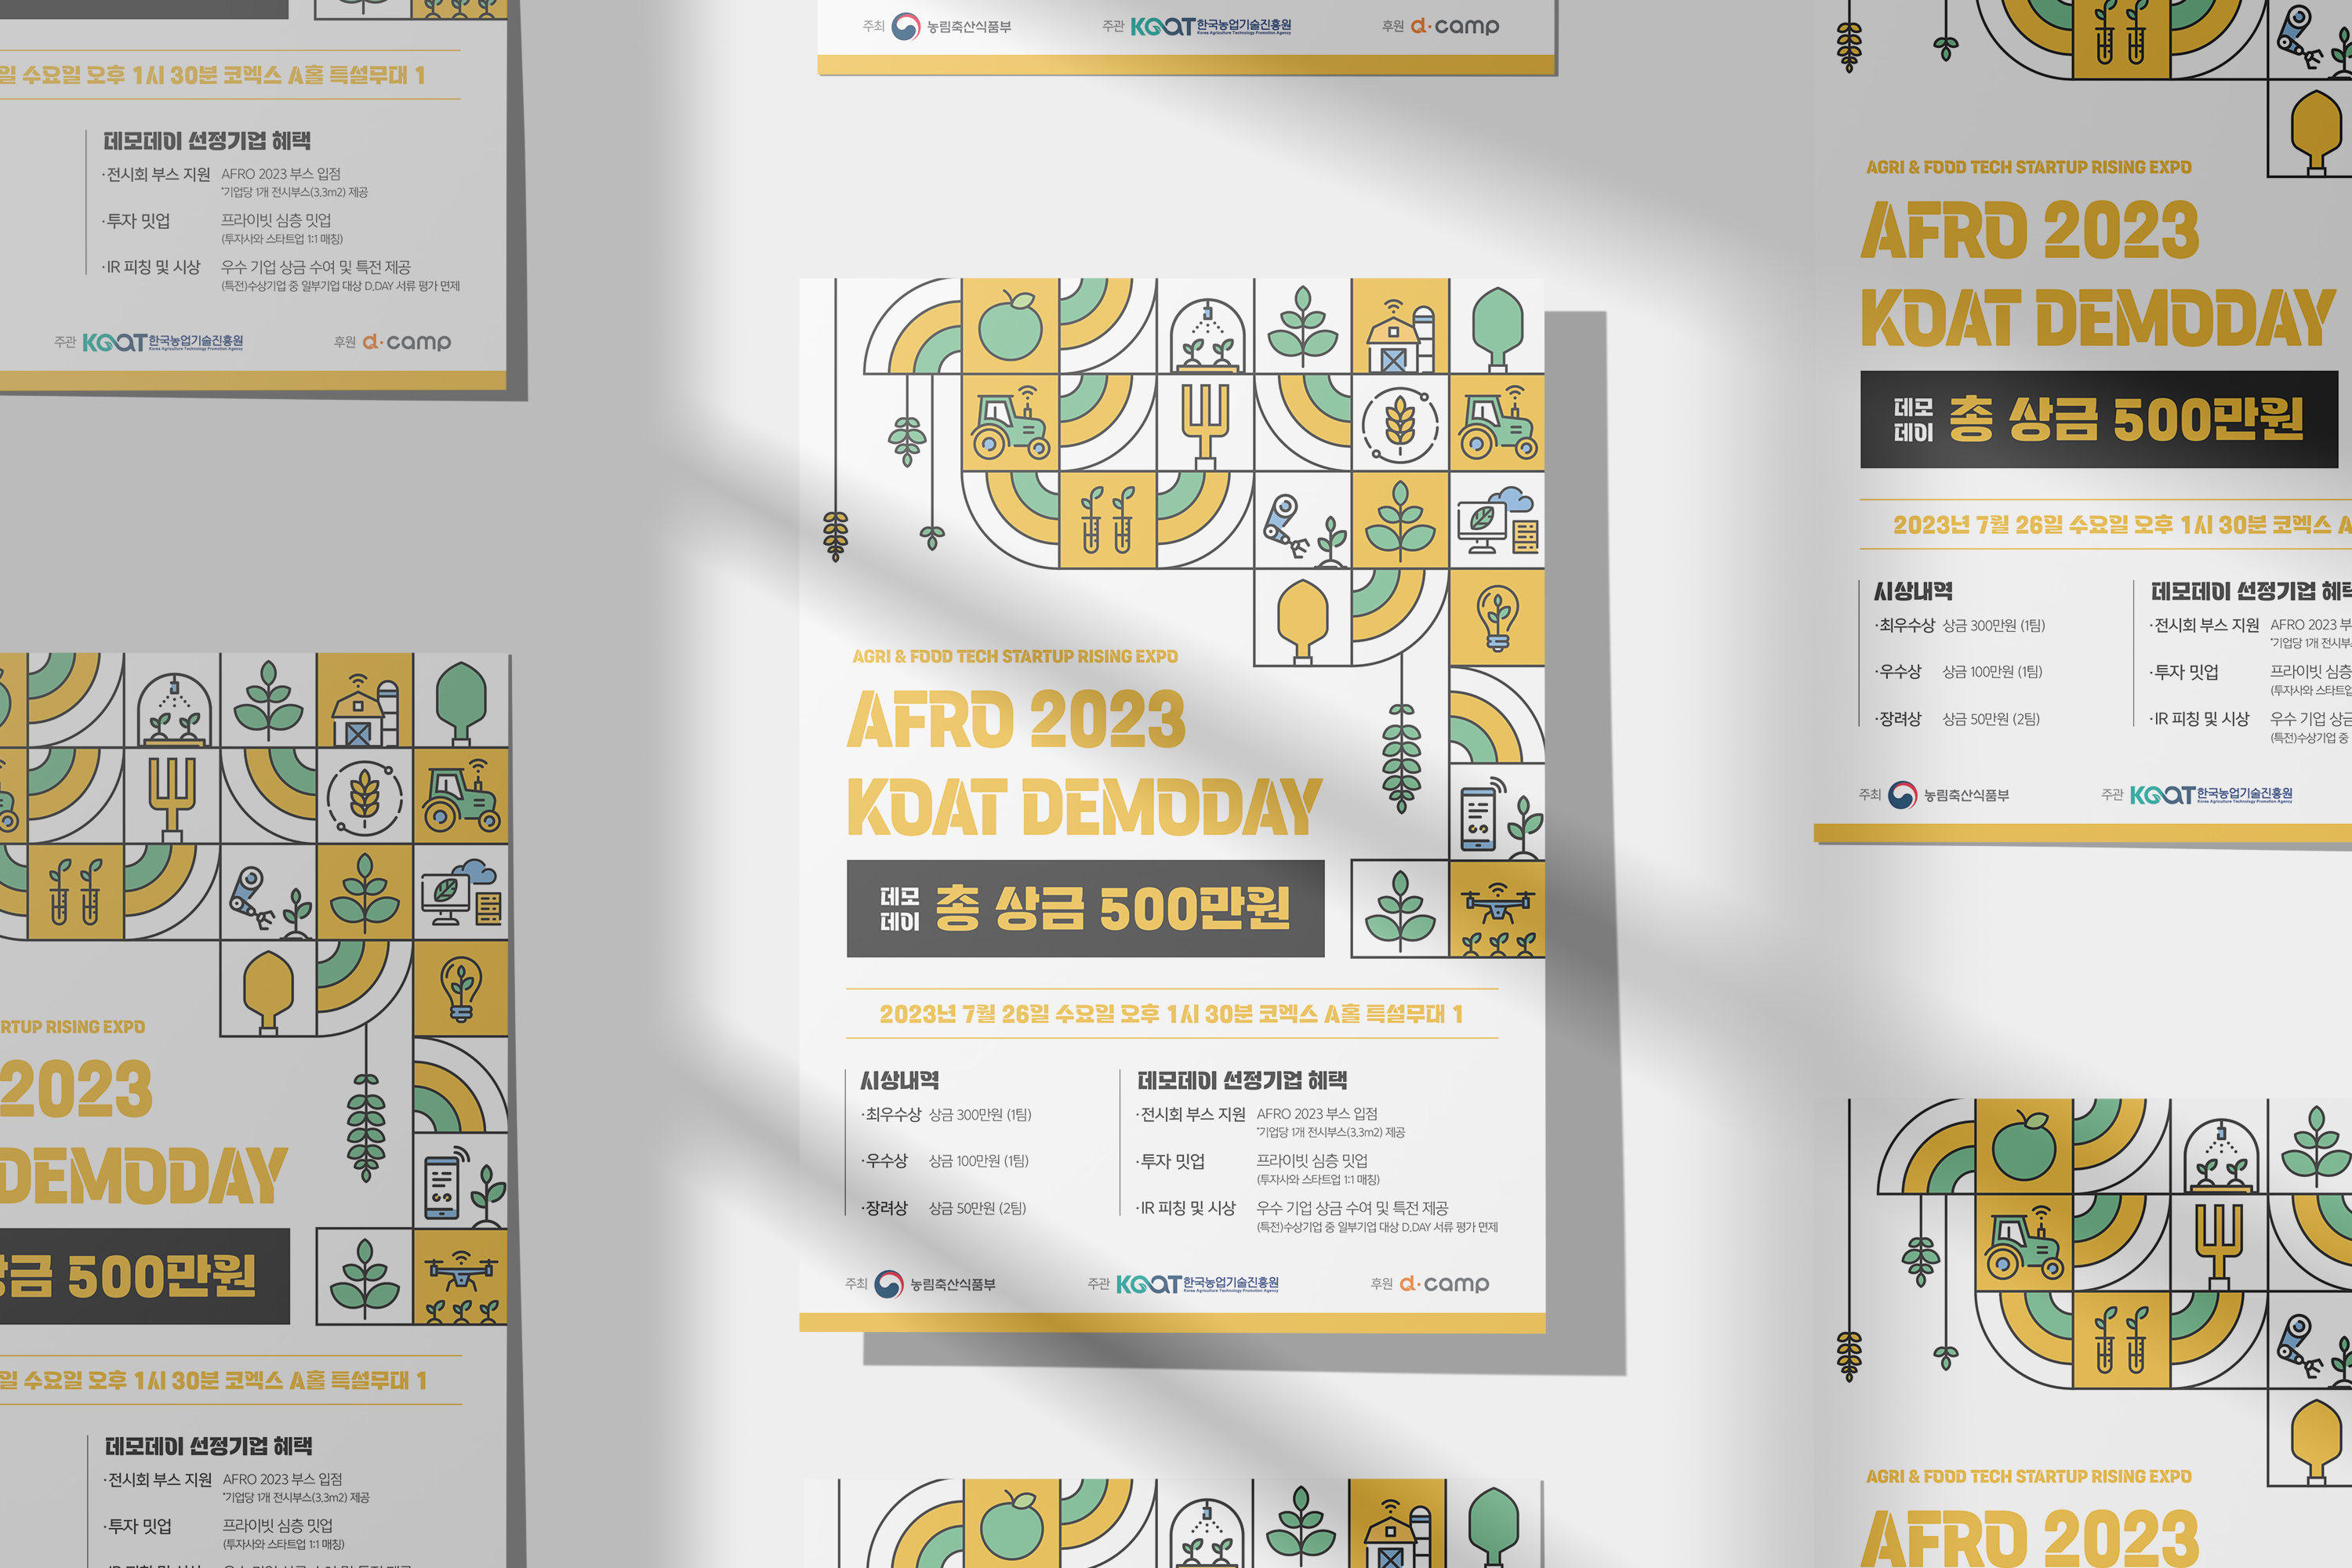 일 수요일 오후 1시 30분 코엑스 A홀 특설무대 1
데모데이 선정기업 혜택
·전시회 부스 지원 AFRO 2023 부스 입점
*기업당 1개 전시부스(3.3m2) 제공
·투자 밋업 프라이빗 심층 밋업
(투자사와 스타트업 1:1 매칭)
·IR 피칭 및 시상 우수 기업 상금 수여 및 특전 제공
(특전)수상기업 중 일부기업 대상 D.DAY 서류 평가 면제
주관 KOAT 한국농업기술진흥원
Korea Agriculture Technology Promotion Agency
후원 d·camp
RTUP RISING EXPO
2023
DEMODAY
상금 500만원
일 수요일 오후 1시 30분 코엑스 A홀 특설무대 1
데모데이 선정기업 혜택
·전시회 부스 지원 AFRO 2023 부스 입점
*기업당 1개 전시부스(3.3m2) 제공
·투자 밋업 프라이빗 심층 밋업
(투자사와 스타트업 1:1 매칭)
주최 농림축산식품부
주관 KOAT 한국농업기술진흥원
Korea Agriculture Technology Promotion Agency
후원 d·camp
AGRI & FOOD TECH STARTUP RISING EXPO
AFRO 2023
KOAT DEMODAY
데모
데이
총 상금 500만원
2023년 7월 26일 수요일 오후 1시 30분 코엑스 A홀 특설무대 1
시상내역
·최우수상 상금 300만원 (1팀)
·우수상 상금 100만원 (1팀)
·장려상 상금 50만원 (2팀)
데모데이 선정기업 혜택
·전시회 부스 지원 AFRO 2023 부스 입점
*기업당 1개 전시부스(3.3m2) 제공
·투자 밋업 프라이빗 심층 밋업
(투자사와 스타트업 1:1 매칭)
·IR 피칭 및 시상 우수 기업 상금 수여 및 특전 제공
(특전)수상기업 중 일부기업 대상 D.DAY 서류 평가 면제
주최 농림축산식품부
주관 KOAT 한국농업기술진흥원
Korea Agriculture Technology Promotion Agency
후원 d·camp
AGRI & FOOD TECH STARTUP RISING EXPO
AFRO 2023
KOAT DEMODAY
데모
데이
총 상금 500만원
2023년 7월 26일 수요일 오후 1시 30분 코엑스 A
시상내역
·최우수상 상금 300만원 (1팀)
·우수상 상금 100만원 (1팀)
·장려상 상금 50만원 (2팀)
데모데이 선정기업 혜택
·전시회 부스 지원 AFRO 2023 부
*기업당 1개 전시부스
·투자 밋업 프라이빗 심층
(투자사와 스타트업
·IR 피칭 및 시상 우수 기업 상금
(특전)수상기업 중
주최 농림축산식품부
주관 KOAT 한국농업기술진흥원
Korea Agriculture Technology Promotion Agency
AGRI & FOOD TECH STARTUP RISING EXPO
AFRO 2023